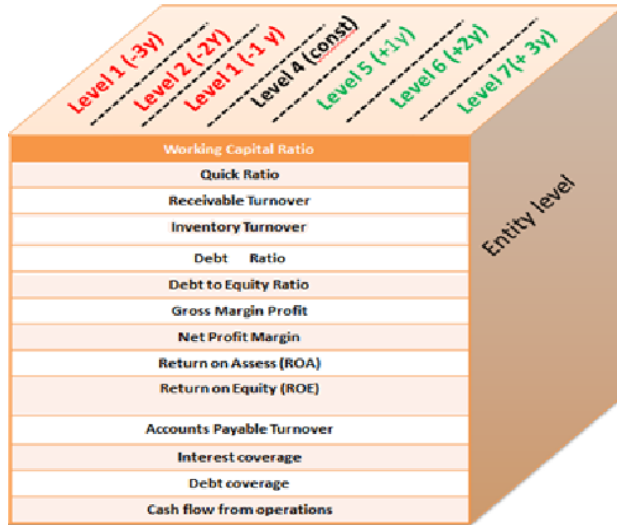 Level 1 (-3y)
Level 2 (-2Y)
Level 1 (-1 y)
Level 4 (const)
Level 5 (+1y)
Level 6 (+2y)
Level 7(+ 3y)
Working Capital Ratio
Quick Ratio
Receivable Turnover
Inventory Turnover
Debt Ratio
Debt to Equity Ratio
Gross Margin Profit
Net Profit Margin
Return on Assess (ROA)
Return on Equity (ROE)
Accounts Payable Turnover
Interest coverage
Debt coverage
Cash flow from operations
Entity level